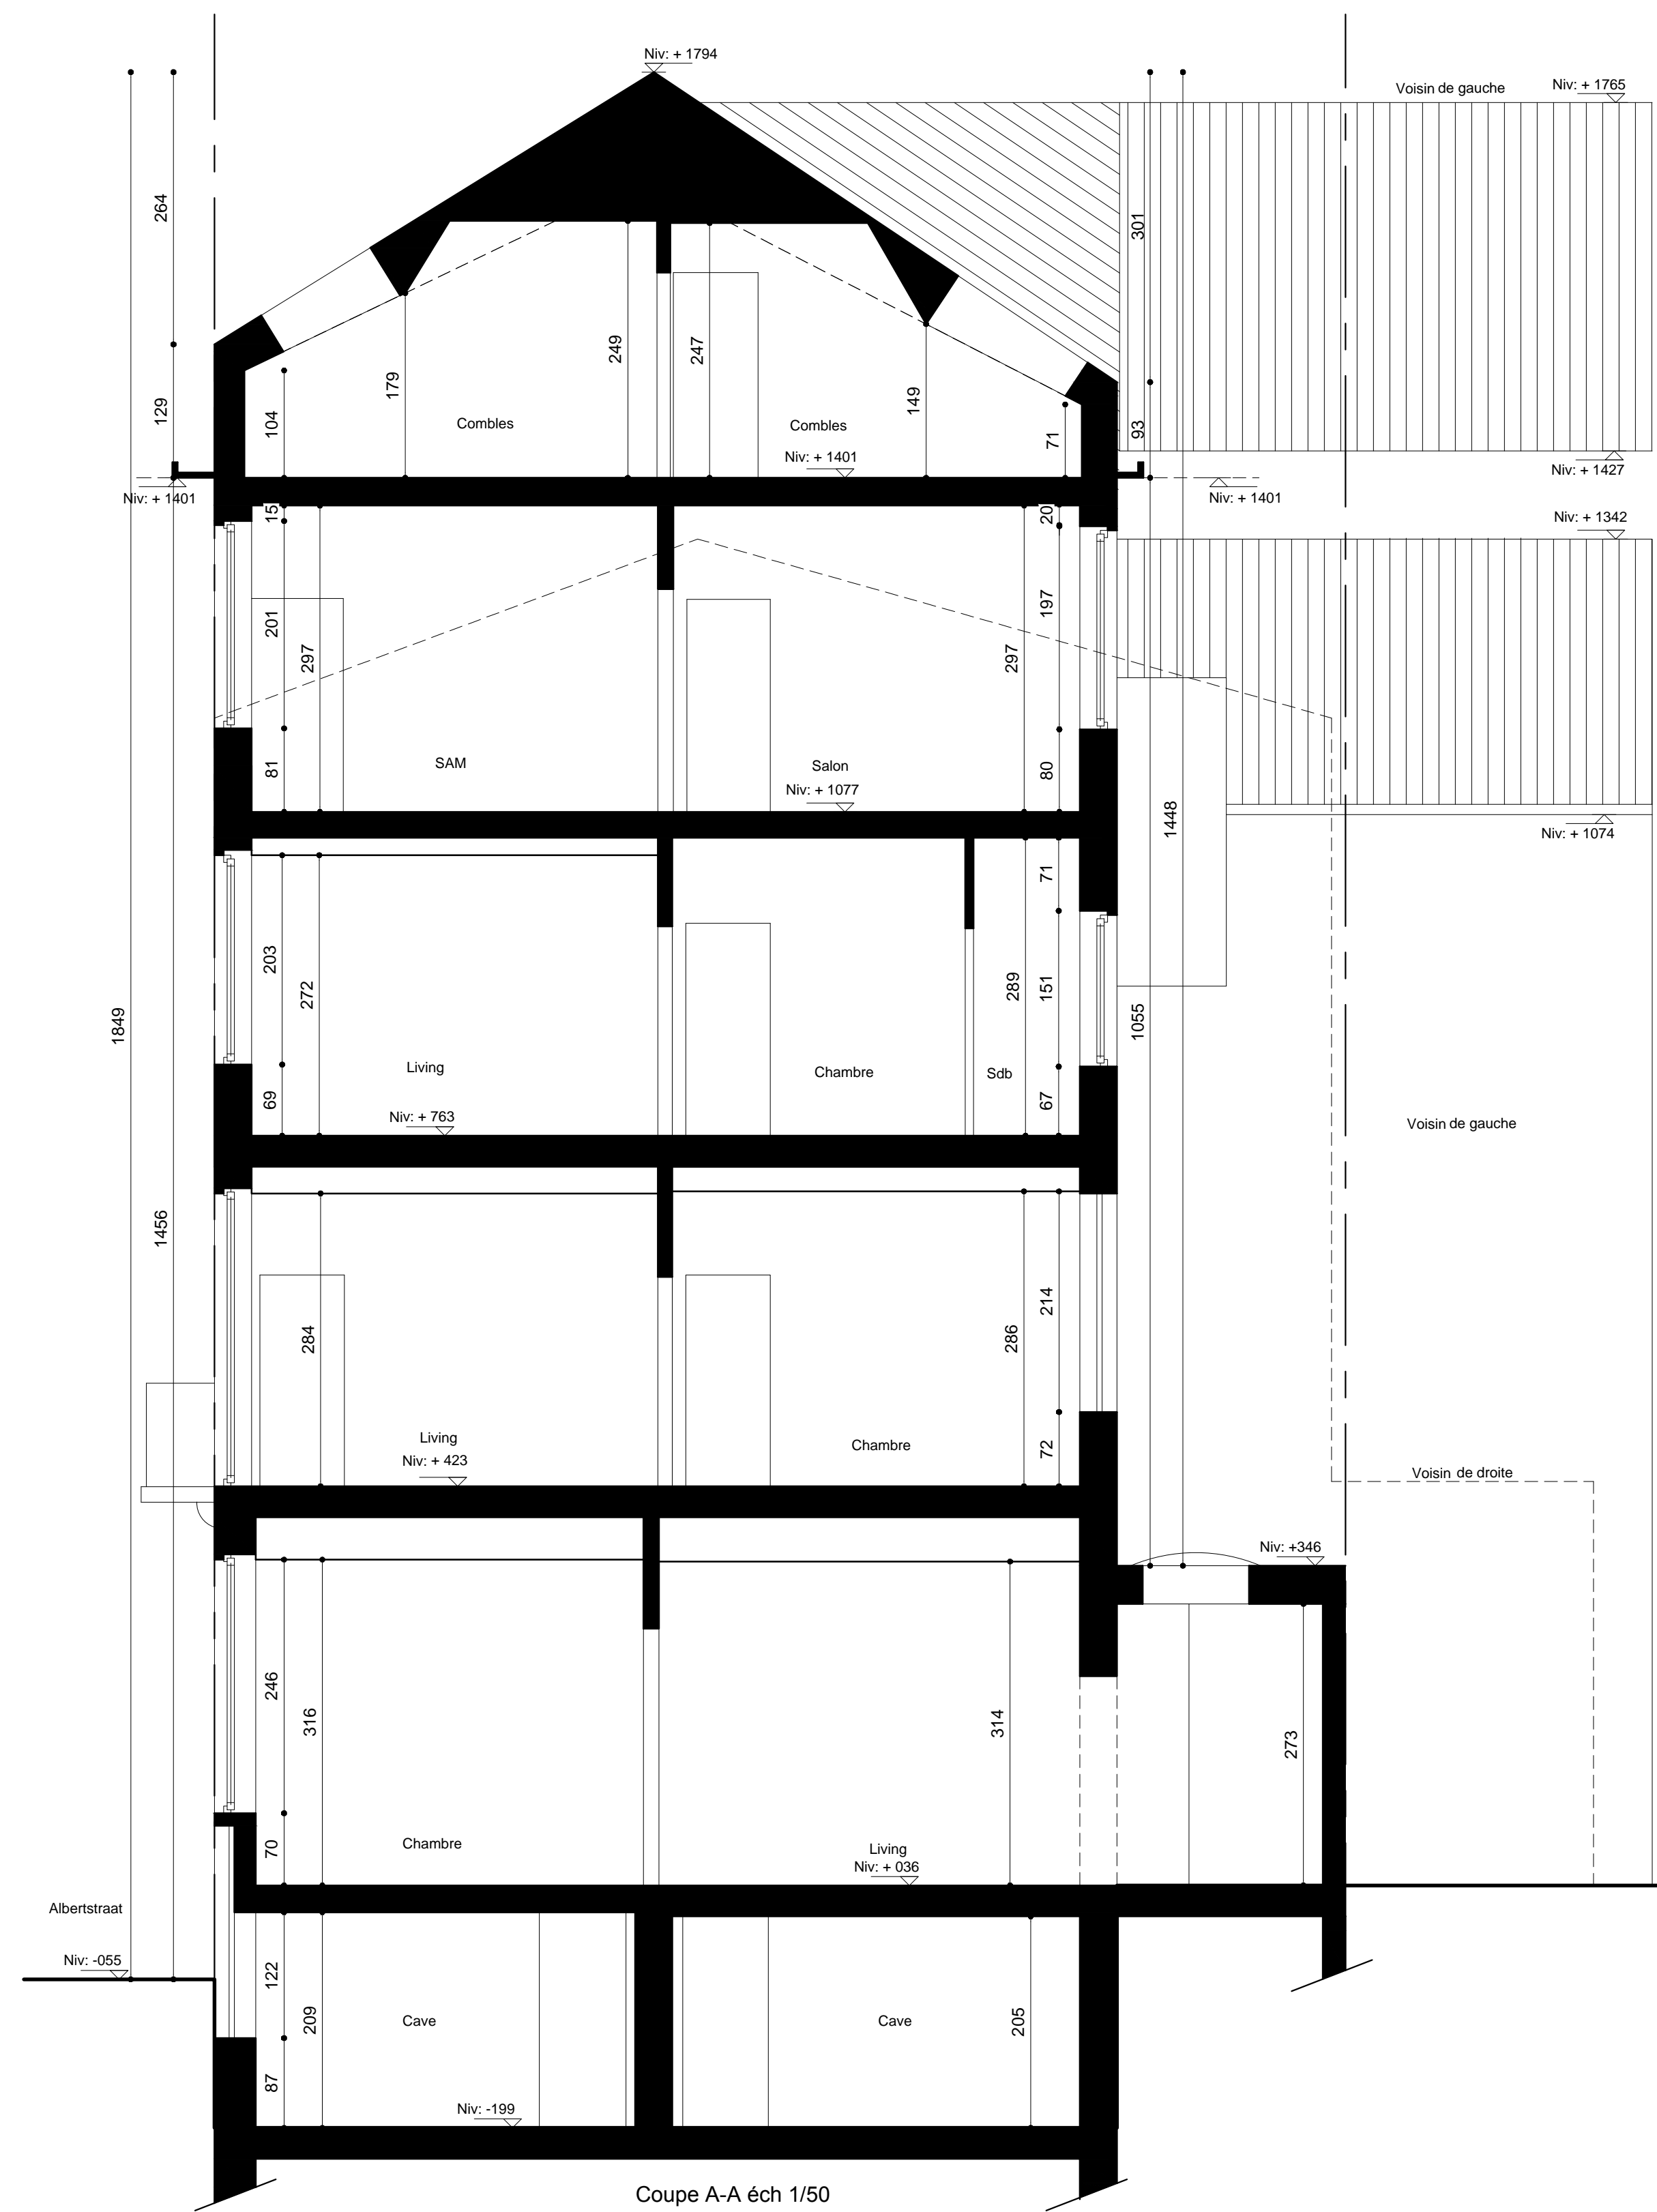 Niv: + 1794
Voisin de gauche
Niv: + 1765
264
301
249
247
179
149
129
104
Combles
Combles
71
93
Niv: + 1401
Niv: + 1427
Niv: + 1401
Niv: + 1401
15
20
Niv: + 1342
201
297
297
197
SAM
Salon
81
80
Niv: + 1077
1448
Niv: + 1074
71
203
272
289
151
1849
1055
Living
Chambre
Sdb
69
67
Niv: + 763
Voisin de gauche
1456
284
286
214
Living
Chambre
72
Niv: + 423
Voisin de droite
Niv: +346
246
316
314
273
70
Chambre
Living
Niv: + 036
Albertstraat
Niv: -055
122
209
205
Cave
Cave
87
Niv: -199
Coupe A-A éch 1/50